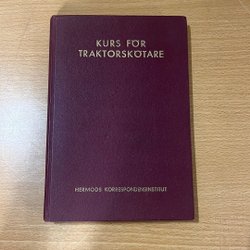 KURS FÖR
TRAKTORSKÖTARE
HERMODS KORRESPONDENSINSTITUT